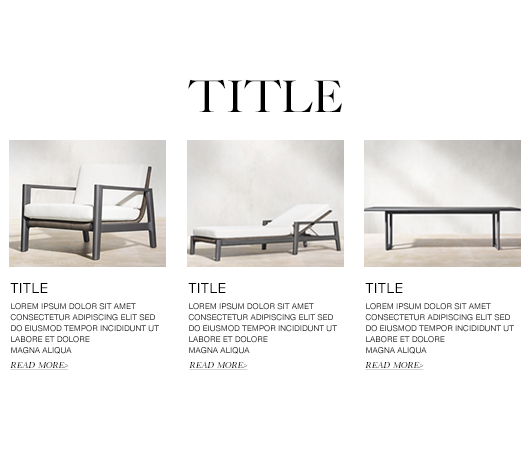 TITLE
TITLE
LOREM IPSUM DOLOR SIT AMET
CONSECTETUR ADIPISCING ELIT SED
DO EIUSMOD TEMPOR INCIDIDUNT UT
LABORE ET DOLORE
MAGNA ALIQUA
READ MORE>
TITLE
LOREM IPSUM DOLOR SIT AMET
CONSECTETUR ADIPISCING ELIT SED
DO EIUSMOD TEMPOR INCIDIDUNT UT
LABORE ET DOLORE
MAGNA ALIQUA
READ MORE>
TITLE
LOREM IPSUM DOLOR SIT AMET
CONSECTETUR ADIPISCING ELIT SED
DO EIUSMOD TEMPOR INCIDIDUNT UT
LABORE ET DOLORE
MAGNA ALIQUA
READ MORE>